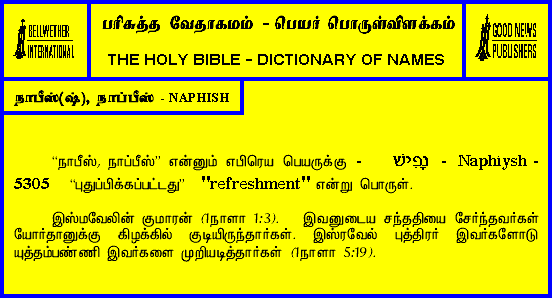 BELLWETHER
INTERNATIONAL
பரிசுத்த வேதாகமம் - பெயர் பொருள்விளக்கம்
THE HOLY BIBLE - DICTIONARY OF NAMES
GOOD NEWS
PUBLISHERS
நாபீஸ்(ஷ்), நாப்பீஸ் - NAPHISH
“நாபீஸ், நாப்பீஸ்” என்னும் எபிரெய பெயருக்கு - נָפִישׁ - Naphiysh -
5305 “புதுப்பிக்கப்பட்டது” "refreshment" என்று பொருள்.
இஸ்மவேலின் குமாரன் (1நாளா 1:3). இவனுடைய சந்ததியை சேர்ந்தவர்கள்
யோர்தானுக்கு கிழக்கில் குடியிருந்தார்கள். இஸ்ரவேல் புத்திரர் இவர்களோடு
யுத்தம்பண்ணி இவர்களை முறியடித்தார்கள் (1நாளா 5:19).